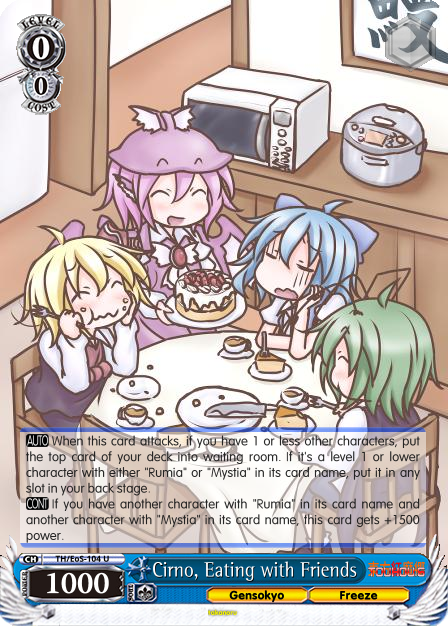 LEVEL
0
0
COST
AUTO When this card attacks, if you have 1 or less other characters, put
the top card of your deck into waiting room. If it's a level 1 or lower
character with either "Rumia" or "Mystia" in its card name, put it in any
slot in your back stage.
CONT If you have another character with "Rumia" in its card name and
another character with "Mystia" in its card name, this card gets +1500
power.
TH/EoS-104 U
POWER
1000
SOUL
Cirno, Eating with Friends
Gensokyo
Freeze